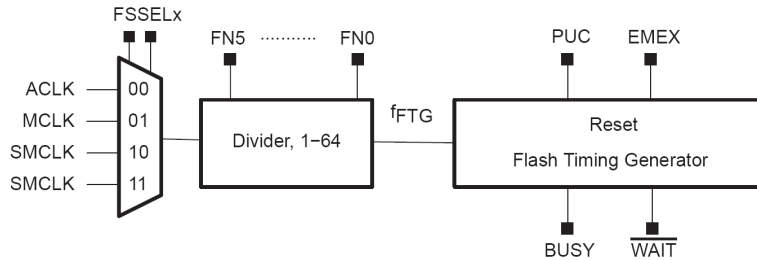 FSSELx
FN5 ........... FN0
PUC EMEX
ACLK 00
MCLK 01
SMCLK 10
SMCLK 11
Divider, 1−64
fFTG
Reset
Flash Timing Generator
BUSY WAIT